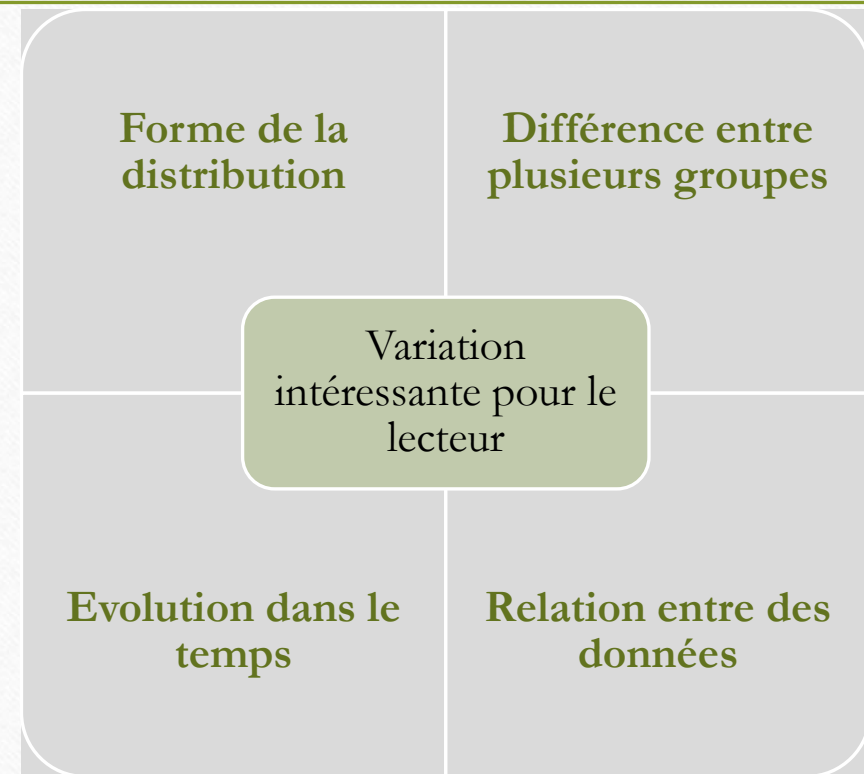 Forme de la
distribution
Différence entre
plusieurs groupes
Variation
intéressante pour le
lecteur
Evolution dans le
temps
Relation entre des
données